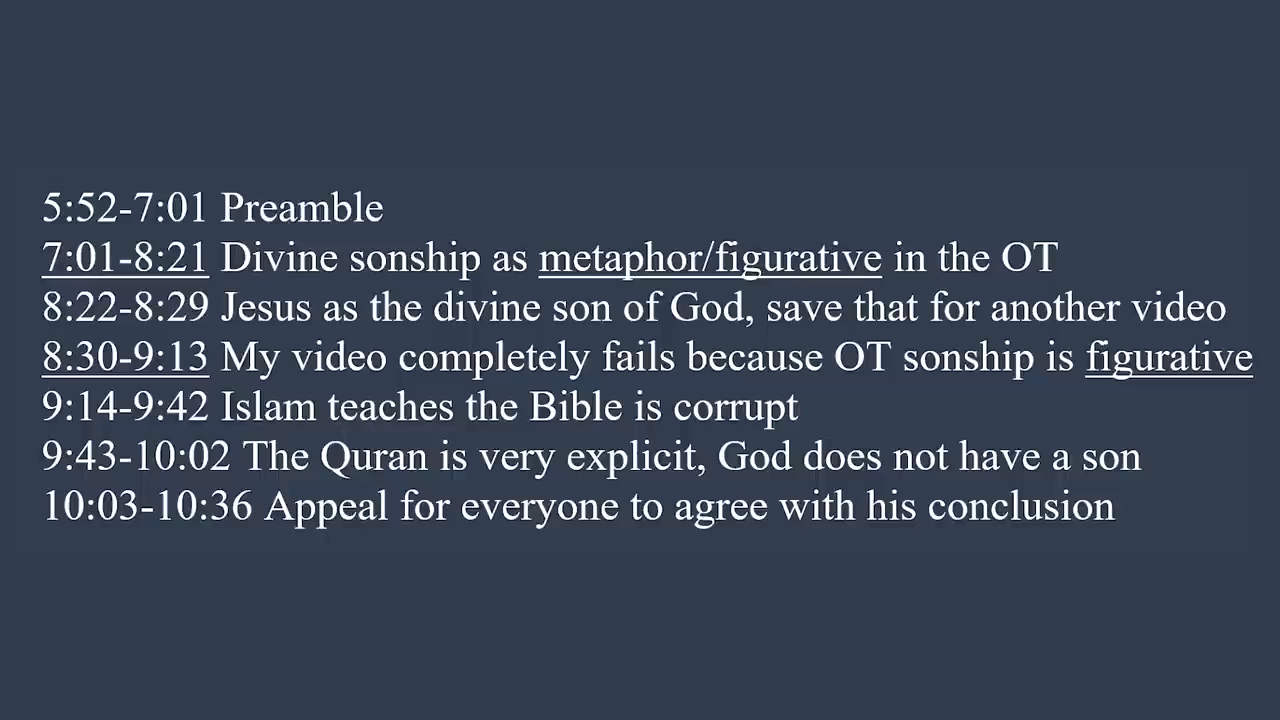 5:52-7:01 Preamble
7:01-8:21 Divine sonship as metaphor/figurative in the OT
8:22-8:29 Jesus as the divine son of God, save that for another video
8:30-9:13 My video completely fails because OT sonship is figurative
9:14-9:42 Islam teaches the Bible is corrupt
9:43-10:02 The Quran is very explicit, God does not have a son
10:03-10:36 Appeal for everyone to agree with his conclusion